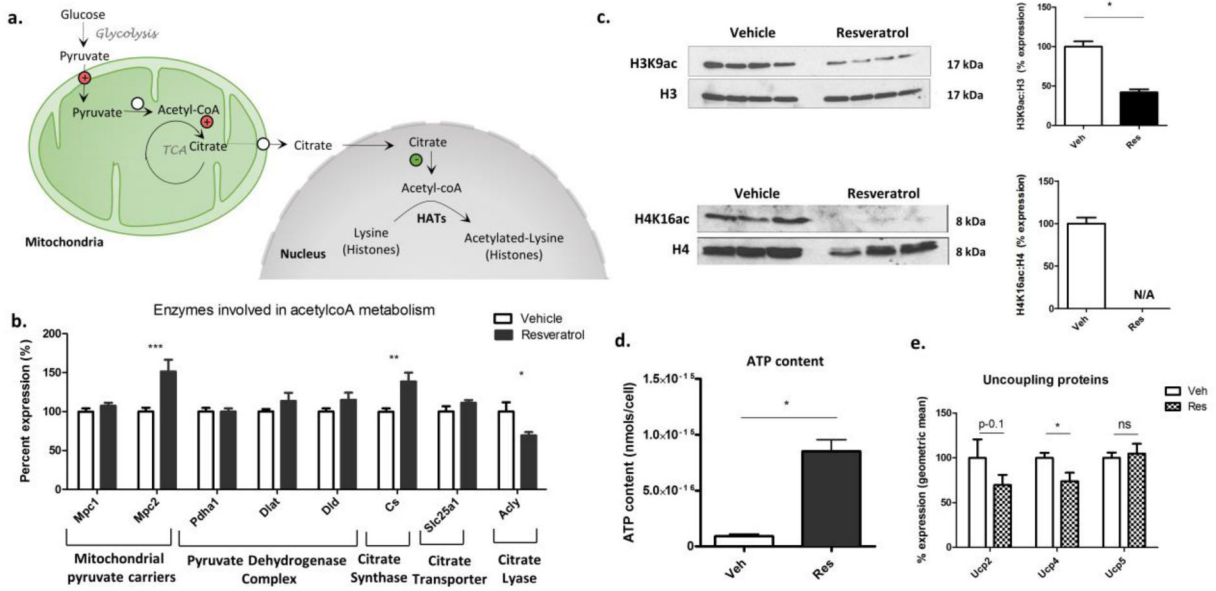 a.
Glucose
Glycolysis
Pyruvate
+
Pyruvate
Acetyl-CoA
+
TCA
Citrate
Citrate
Citrate
-
Acetyl-coA
HATs
Lysine
(Histones)
Acetylated-Lysine
(Histones)
Mitochondria
Nucleus
b.
Enzymes involved in acetylcoA metabolism
Vehicle
Resveratrol
Percent expression (%)
200
150
100
50
0
***
**
*
Mpc1
Mpc2
Pdha1
Dlat
Dld
Cs
Slc25a1
Acly
Mitochondrial
pyruvate carriers
Pyruvate Dehydrogenase
Complex
Citrate
Synthase
Citrate
Transporter
Citrate
Lyase
c.
Vehicle
Resveratrol
H3K9ac
17 kDa
H3
17 kDa
H3K9ac:H3 (% expression)
150
100
50
0
*
Veh
Res
Vehicle
Resveratrol
H4K16ac
8 kDa
H4
8 kDa
H4K16ac:H4 (% expression)
150
100
50
0
N/A
Veh
Res
d.
ATP content
ATP content (nmols/cell)
1.5×10⁻¹⁵
1.0×10⁻¹⁵
5.0×10⁻¹⁶
0
*
Veh
Res
e.
Uncoupling proteins
Veh
Res
% expression (geometric mean)
150
100
50
0
p-0.1
*
ns
Ucp2
Ucp4
Ucp5